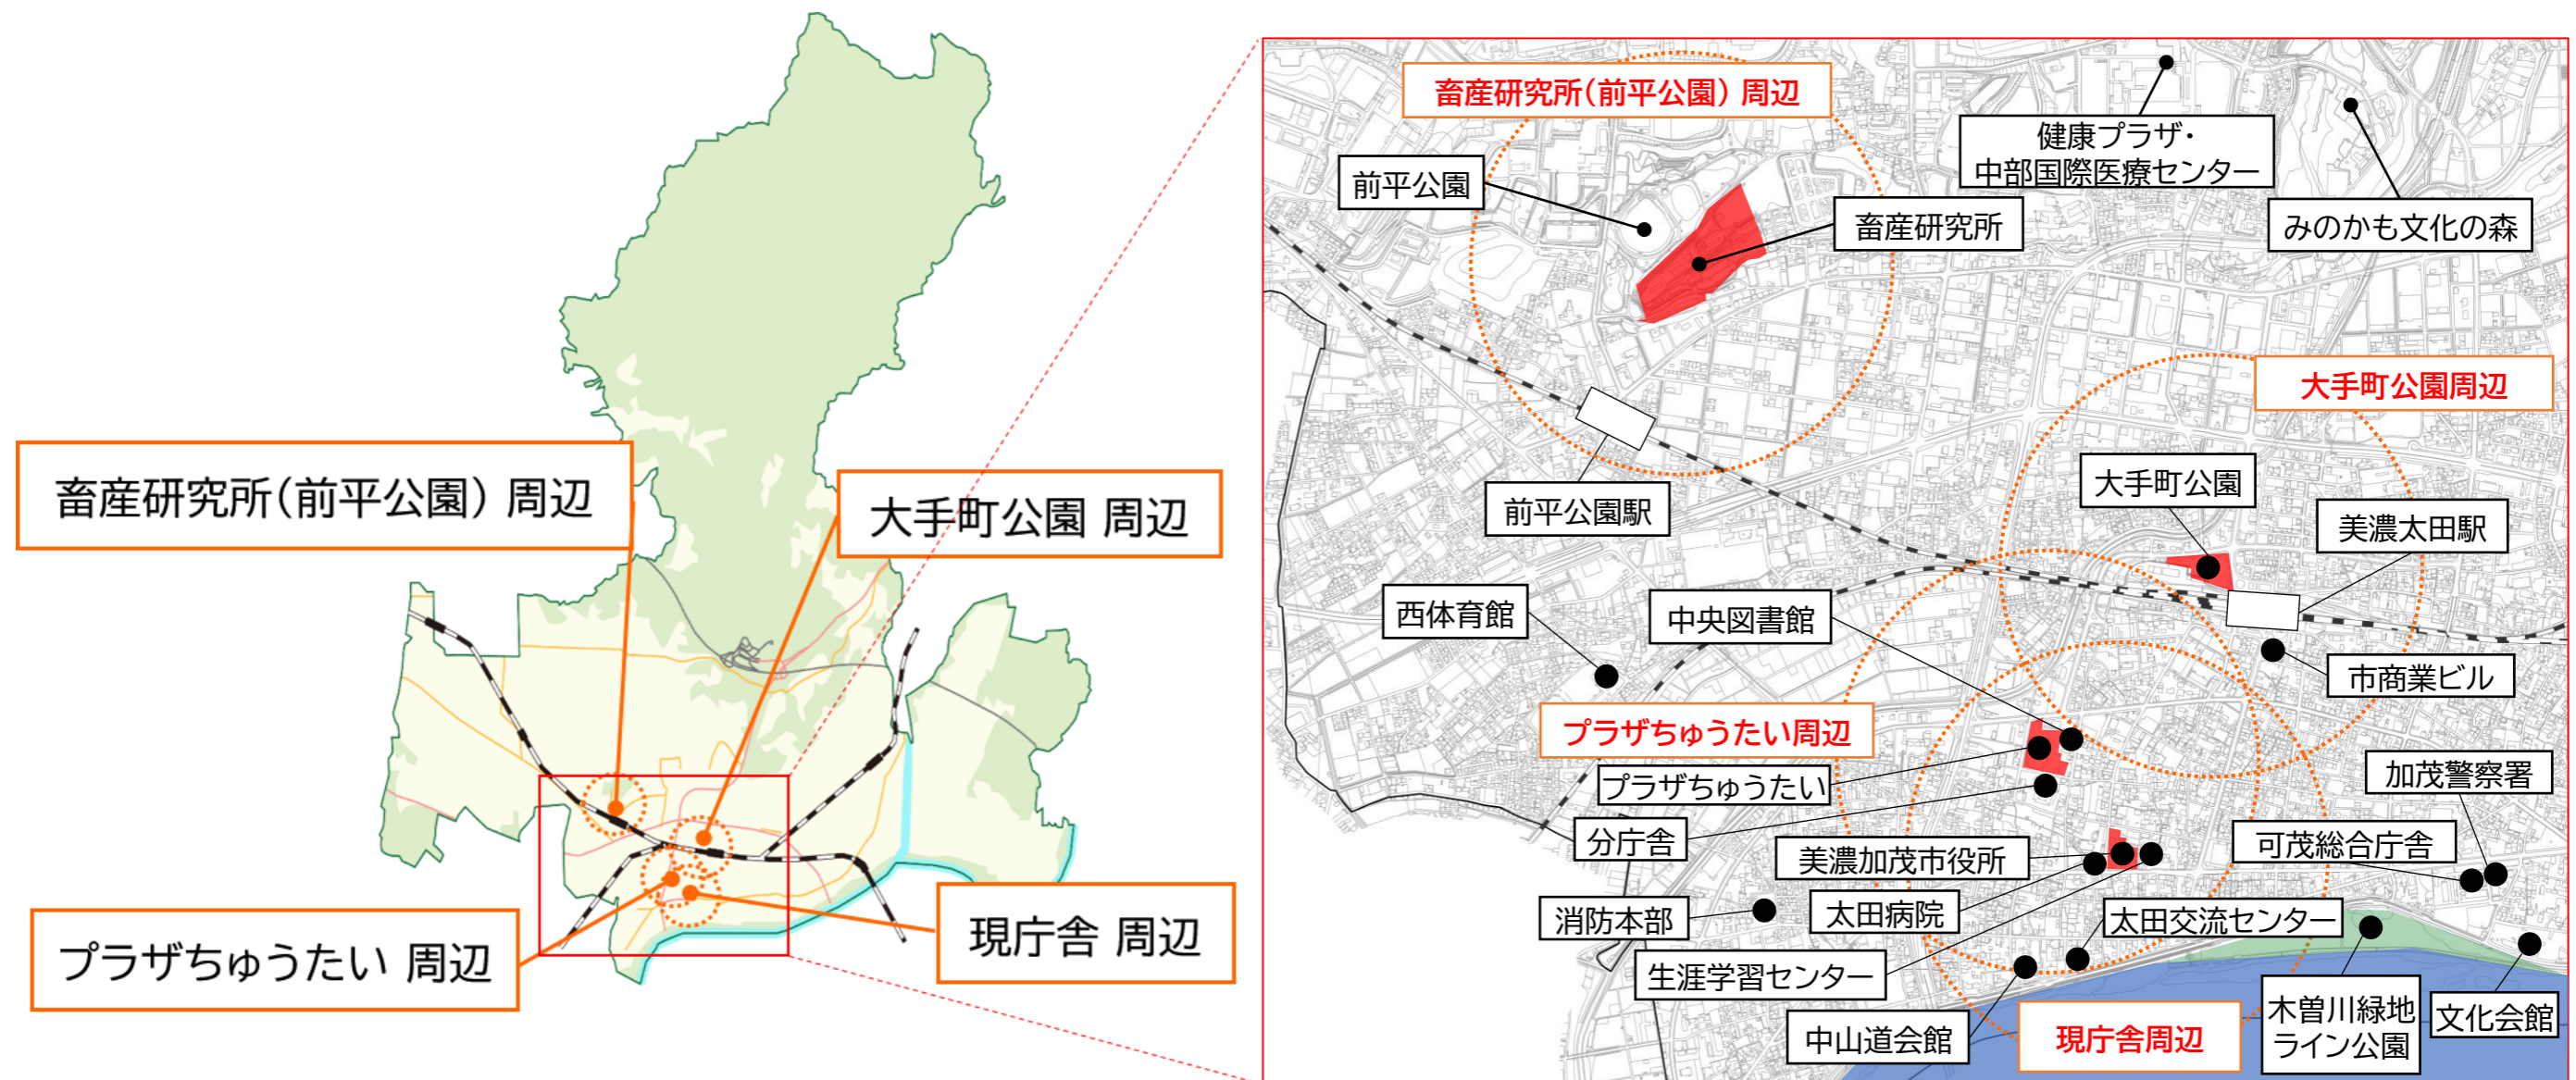 畜産研究所(前平公園) 周辺
大手町公園 周辺
プラザちゅうたい 周辺
現庁舎 周辺
畜産研究所(前平公園) 周辺
健康プラザ・
中部国際医療センター
前平公園
畜産研究所
みのかも文化の森
大手町公園周辺
大手町公園
前平公園駅
美濃太田駅
西体育館
中央図書館
市商業ビル
プラザちゅうたい周辺
プラザちゅうたい
加茂警察署
分庁舎
美濃加茂市役所
可茂総合庁舎
消防本部
太田病院
太田交流センター
生涯学習センター
中山道会館
現庁舎周辺
木曽川緑地
ライン公園
文化会館